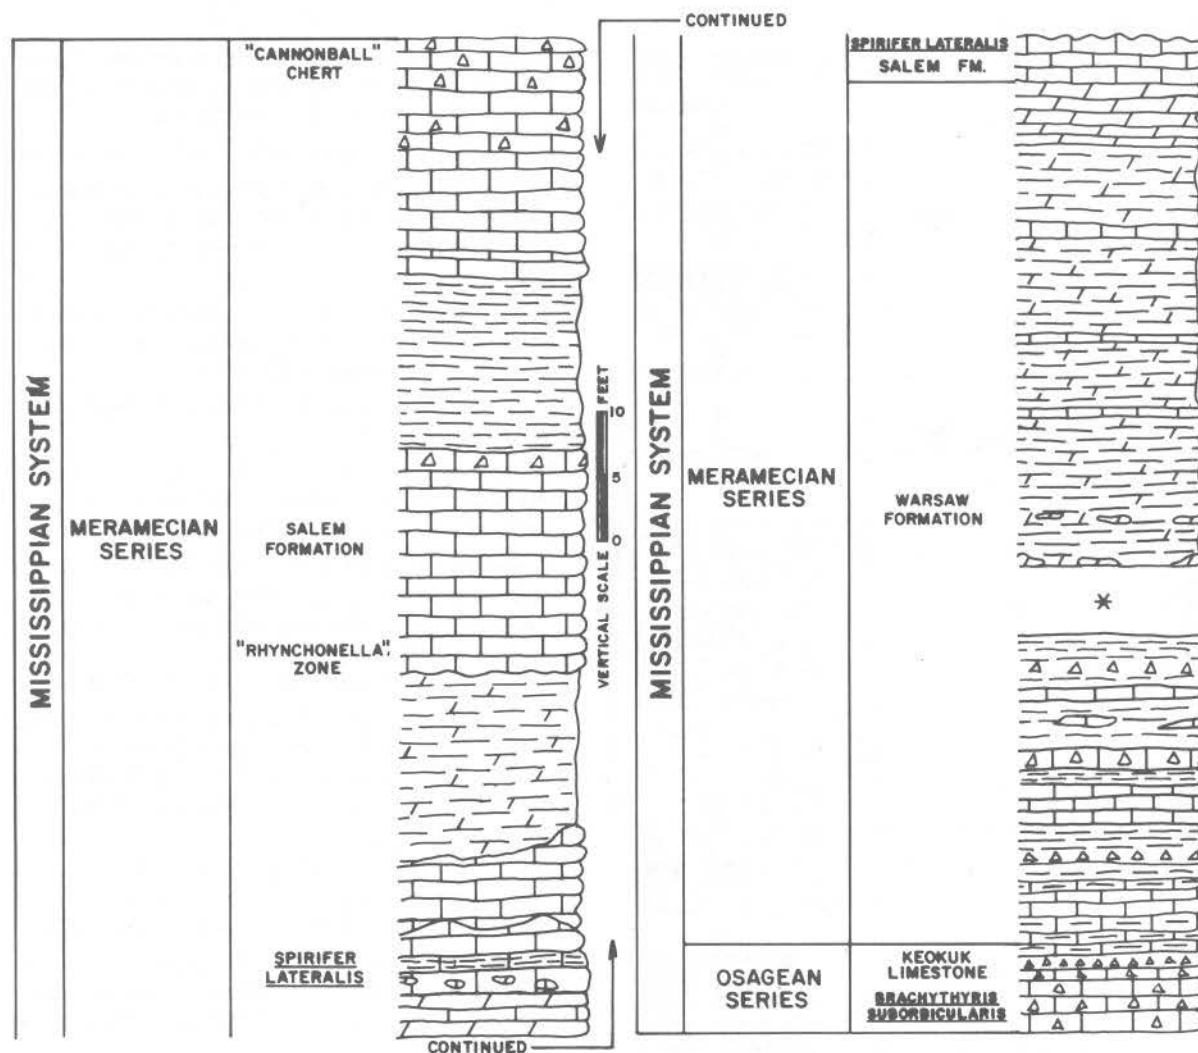 CONTINUED
"CANNONBALL"
CHERT
MISSISSIPPIAN SYSTEM
MERAMECIAN
SERIES
SALEM
FORMATION
"RHYNCHONELLA"
ZONE
SPIRIFER
LATERALIS
VERTICAL SCALE
FEET
10
5
0
CONTINUED
MISSISSIPPIAN SYSTEM
SPIRIFER LATERALIS
SALEM FM.
MERAMECIAN
SERIES
WARSAW
FORMATION
*
OSAGEAN
SERIES
KEOKUK
LIMESTONE
BRACHYTHYRIS
SUBORBICULARIS